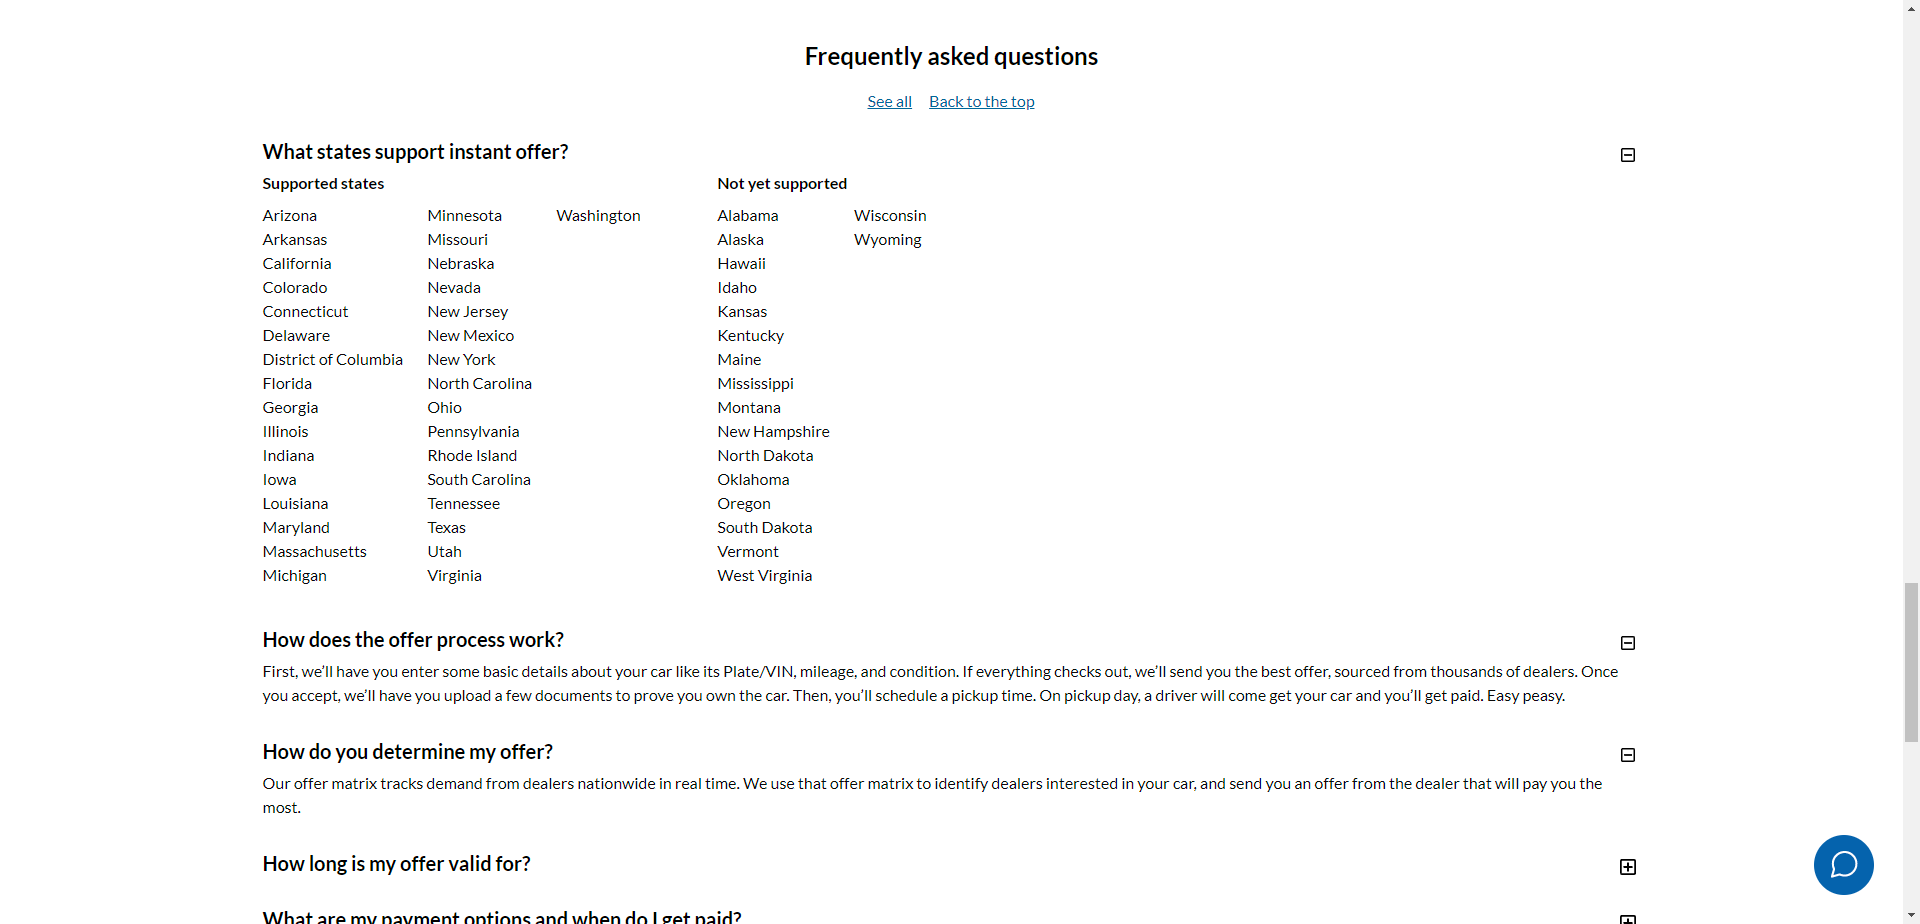 Frequently asked questions
See all Back to the top
What states support instant offer?
Supported states
Arizona
Arkansas
California
Colorado
Connecticut
Delaware
District of Columbia
Florida
Georgia
Illinois
Indiana
Iowa
Louisiana
Maryland
Massachusetts
Michigan
Minnesota
Missouri
Nebraska
Nevada
New Jersey
New Mexico
New York
North Carolina
Ohio
Pennsylvania
Rhode Island
South Carolina
Tennessee
Texas
Utah
Virginia
Washington
Not yet supported
Alabama
Alaska
Hawaii
Idaho
Kansas
Kentucky
Maine
Mississippi
Montana
New Hampshire
North Dakota
Oklahoma
Oregon
South Dakota
Vermont
West Virginia
Wisconsin
Wyoming
How does the offer process work?
First, we’ll have you enter some basic details about your car like its Plate/VIN, mileage, and condition. If everything checks out, we’ll send you the best offer, sourced from thousands of dealers. Once
you accept, we’ll have you upload a few documents to prove you own the car. Then, you’ll schedule a pickup time. On pickup day, a driver will come get your car and you’ll get paid. Easy peasy.
How do you determine my offer?
Our offer matrix tracks demand from dealers nationwide in real time. We use that offer matrix to identify dealers interested in your car, and send you an offer from the dealer that will pay you the
most.
How long is my offer valid for?
What are my payment options and when do I get paid?